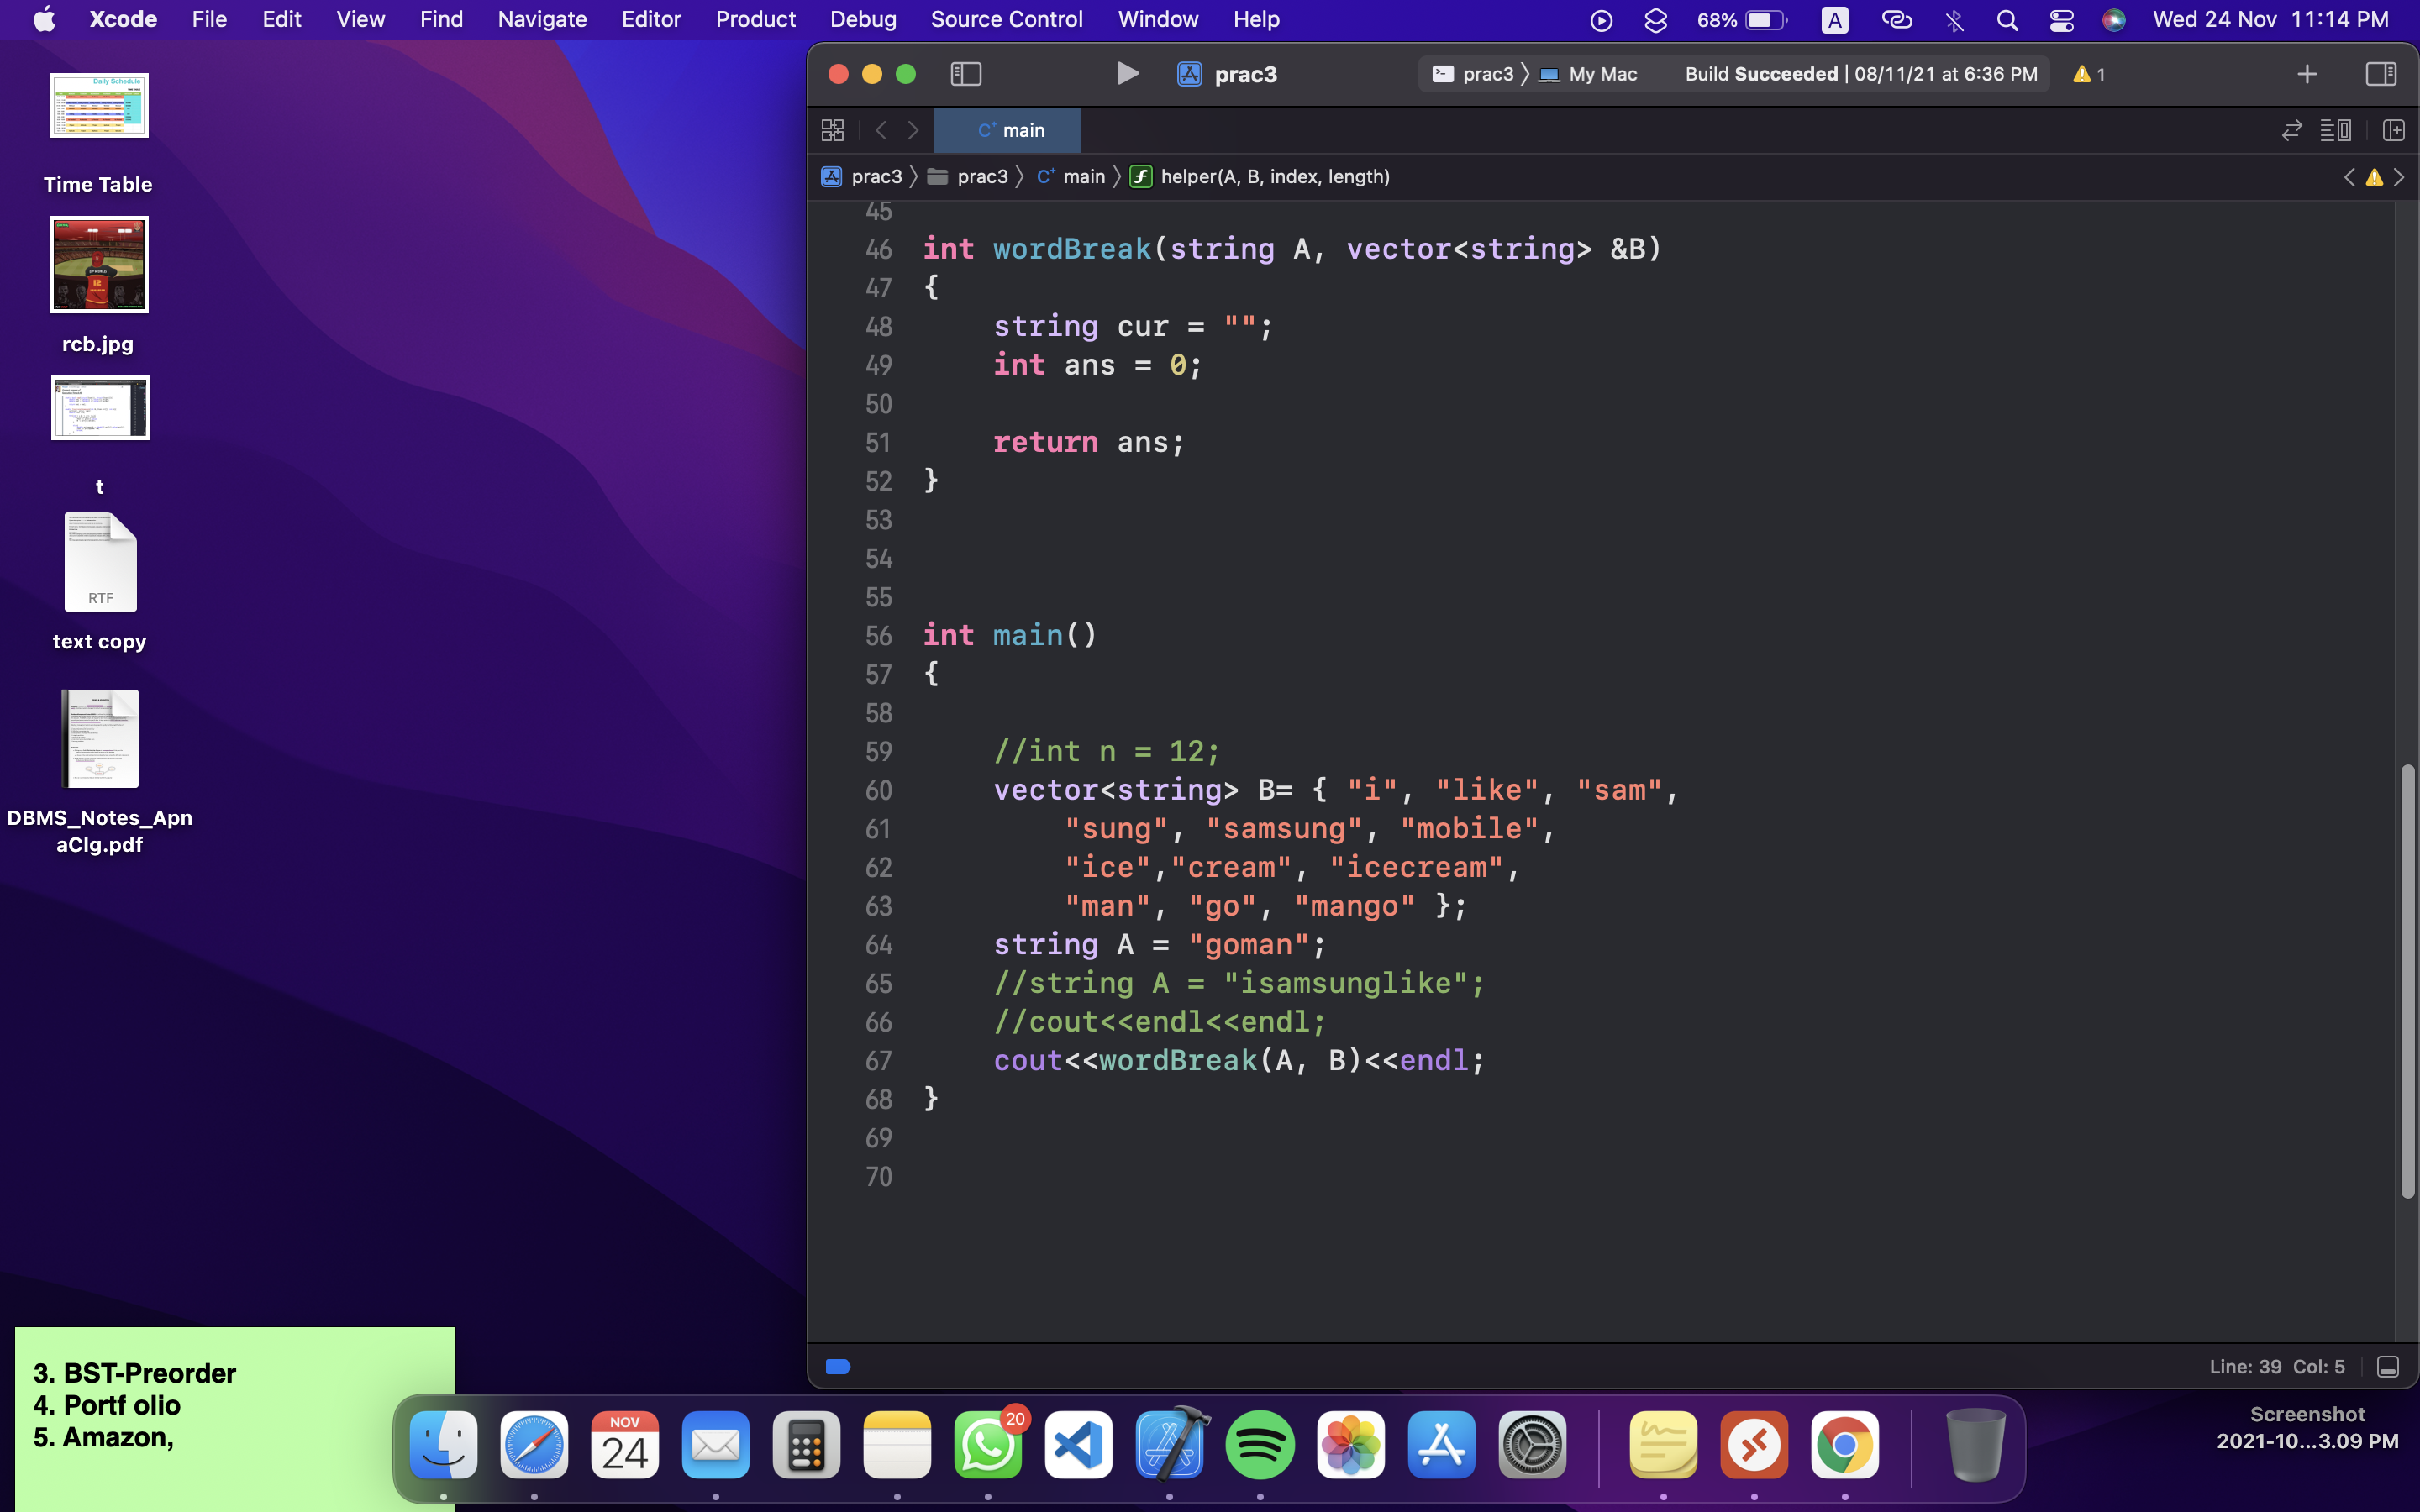 Xcode File Edit View Find Navigate Editor Product Debug Source Control Window Help 68% A Wed 24 Nov 11:14 PM
Daily Schedule
Time Table
rcb.jpg
t
RTF
text copy
DBMS_Notes_Apn
aClg.pdf
prac3 prac3 〉 My Mac Build Succeeded | 08/11/21 at 6:36 PM 1
C+ main
prac3 〉 prac3 〉 C+ main 〉 f helper(A, B, index, length)
45
46 int wordBreak(string A, vector<string> &B)
47 {
48 string cur = "";
49 int ans = 0;
50
51 return ans;
52 }
53
54
55
56 int main()
57 {
58
59 //int n = 12;
60 vector<string> B= { "i", "like", "sam",
61 "sung", "samsung", "mobile",
62 "ice","cream", "icecream",
63 "man", "go", "mango" };
64 string A = "goman";
65 //string A = "isamsunglike";
66 //cout<<endl<<endl;
67 cout<<wordBreak(A, B)<<endl;
68 }
69
70
Line: 39 Col: 5
3. BST-Preorder
4. Portf olio
5. Amazon,
NOV
24
20
Screenshot
2021-10...3.09 PM